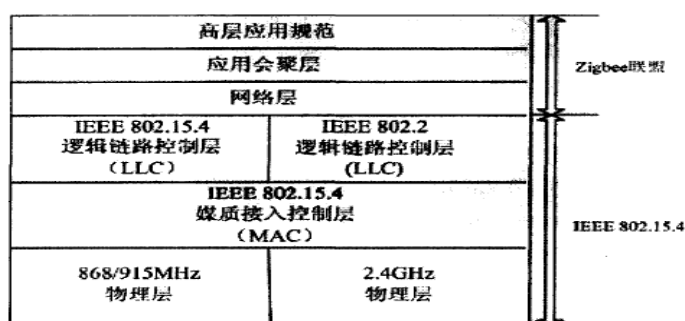 高层应用规范
应用会聚层
网络层
Zigbee联盟
IEEE 802.15.4
逻辑链路控制层
（LLC）
IEEE 802.2
逻辑链路控制层
(LLC)
IEEE 802.15.4
媒质接入控制层
（MAC）
IEEE 802.15.4
868/915MHz
物理层
2.4GHz
物理层